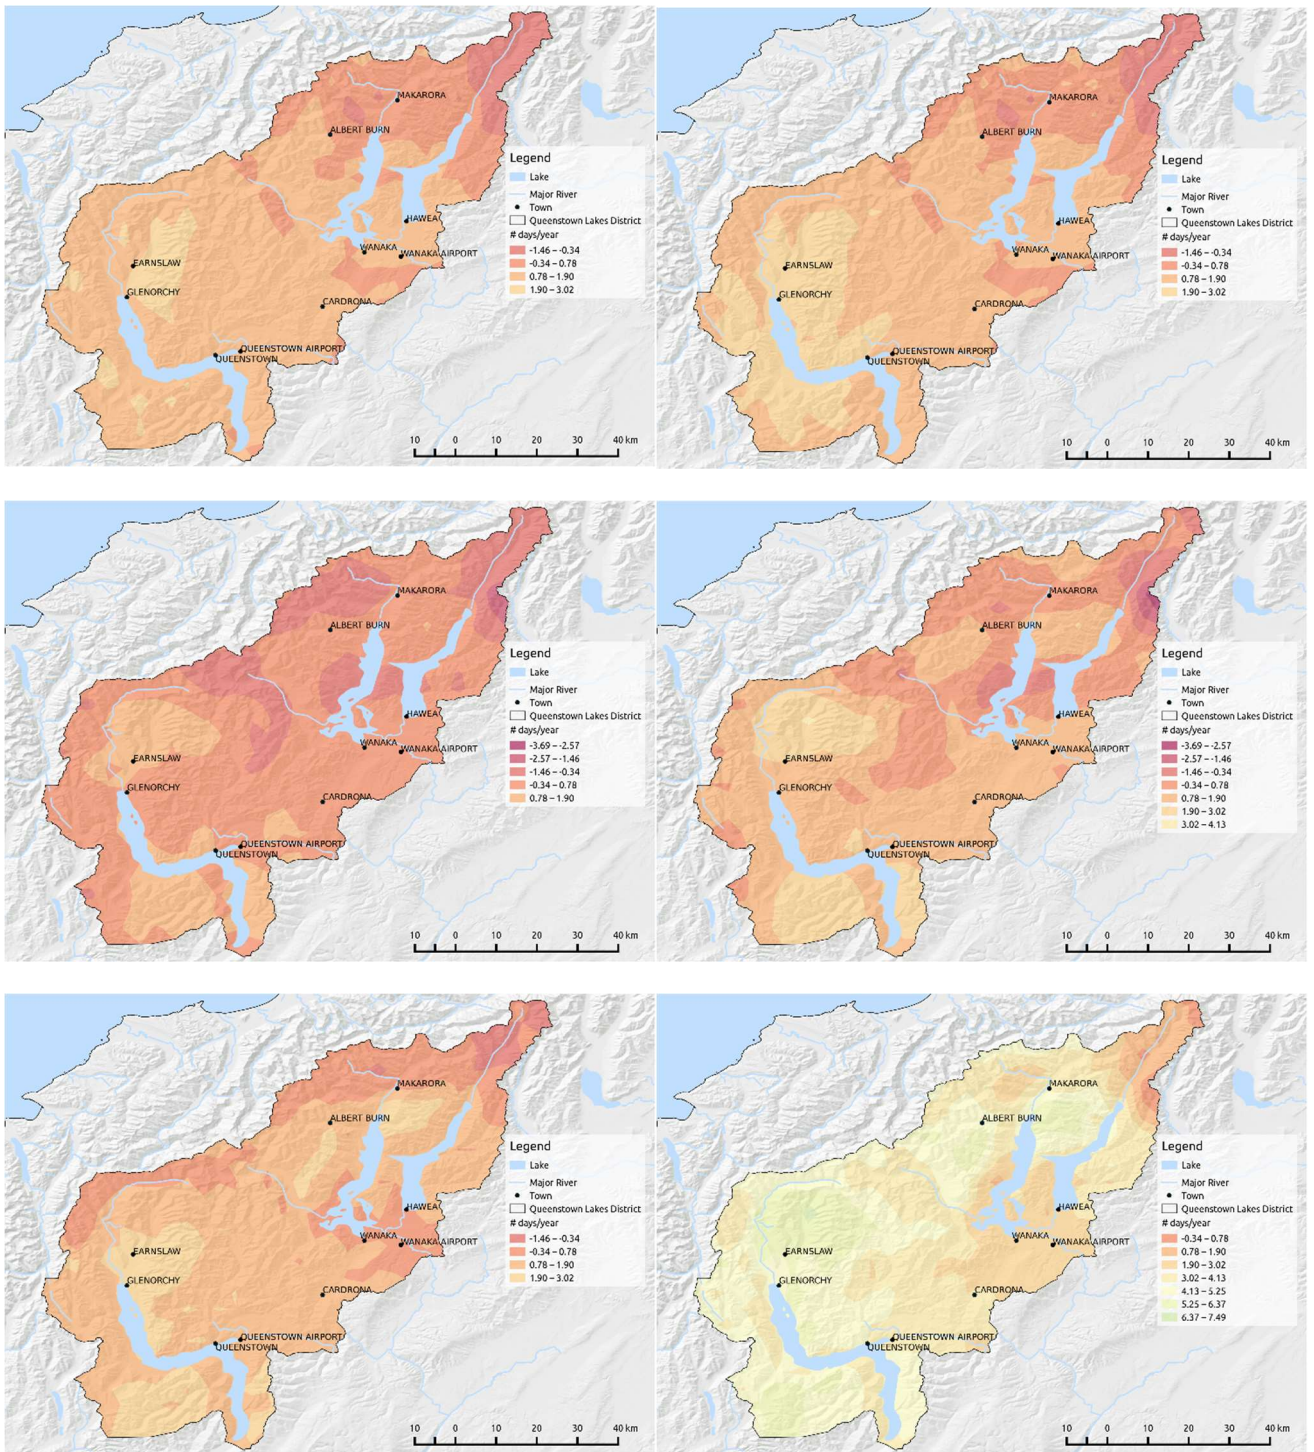 MAKARORA
ALBERT BURN
Legend
Lake
Major River
Town
Queenstown Lakes District
# days/year
-1.46 – -0.34
-0.34 – 0.78
0.78 – 1.90
1.90 – 3.02
HAWEA
WANAKA
WANAKA AIRPORT
EARNSLAW
GLENORCHY
CARDRONA
QUEENSTOWN AIRPORT
QUEENSTOWN
10 0 10 20 30 40 km
MAKARORA
ALBERT BURN
Legend
Lake
Major River
Town
Queenstown Lakes District
# days/year
-1.46 – -0.34
-0.34 – 0.78
0.78 – 1.90
1.90 – 3.02
HAWEA
WANAKA
WANAKA AIRPORT
EARNSLAW
GLENORCHY
CARDRONA
QUEENSTOWN AIRPORT
QUEENSTOWN
10 0 10 20 30 40 km
MAKARORA
ALBERT BURN
Legend
Lake
Major River
Town
Queenstown Lakes District
# days/year
-3.69 – -2.57
-2.57 – -1.46
-1.46 – -0.34
-0.34 – 0.78
0.78 – 1.90
HAWEA
WANAKA
WANAKA AIRPORT
EARNSLAW
GLENORCHY
CARDRONA
QUEENSTOWN AIRPORT
QUEENSTOWN
10 0 10 20 30 40 km
MAKARORA
ALBERT BURN
Legend
Lake
Major River
Town
Queenstown Lakes District
# days/year
-3.69 – -2.57
-2.57 – -1.46
-1.46 – -0.34
-0.34 – 0.78
0.78 – 1.90
1.90 – 3.02
3.02 – 4.13
HAWEA
WANAKA
WANAKA AIRPORT
EARNSLAW
GLENORCHY
CARDRONA
QUEENSTOWN AIRPORT
QUEENSTOWN
10 0 10 20 30 40 km
MAKARORA
ALBERT BURN
Legend
Lake
Major River
Town
Queenstown Lakes District
# days/year
-1.46 – -0.34
-0.34 – 0.78
0.78 – 1.90
1.90 – 3.02
HAWEA
WANAKA
WANAKA AIRPORT
EARNSLAW
GLENORCHY
CARDRONA
QUEENSTOWN AIRPORT
QUEENSTOWN
10 0 10 20 30 40 km
MAKARORA
ALBERT BURN
Legend
Lake
Major River
Town
Queenstown Lakes District
# days/year
-0.34 – 0.78
0.78 – 1.90
1.90 – 3.02
3.02 – 4.13
4.13 – 5.25
5.25 – 6.37
6.37 – 7.49
HAWEA
WANAKA
WANAKA AIRPORT
EARNSLAW
GLENORCHY
CARDRONA
QUEENSTOWN AIRPORT
QUEENSTOWN
10 0 10 20 30 40 km